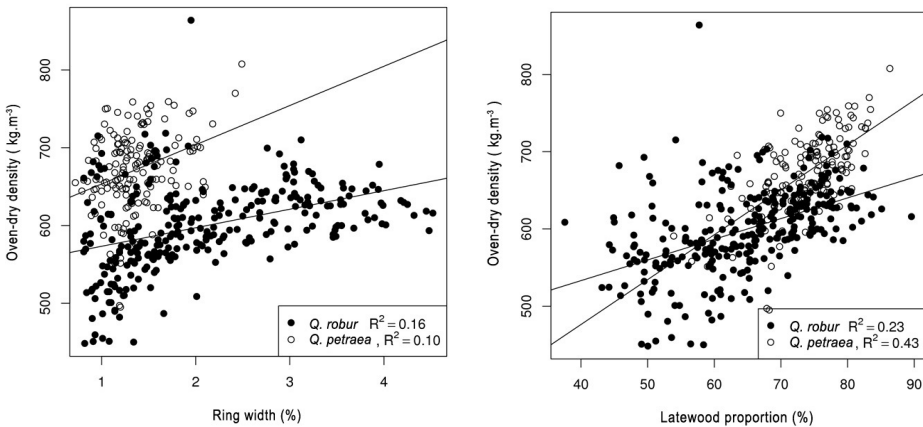 Oven-dry density ( kg.m-³)
800
700
600
500
Q. robur R² = 0.16
Q. petraea , R² = 0.10
1 2 3 4
Ring width (%)
Oven-dry density ( kg.m-³)
800
700
600
500
Q. robur R² = 0.23
Q. petraea , R² = 0.43
40 50 60 70 80 90
Latewood proportion (%)